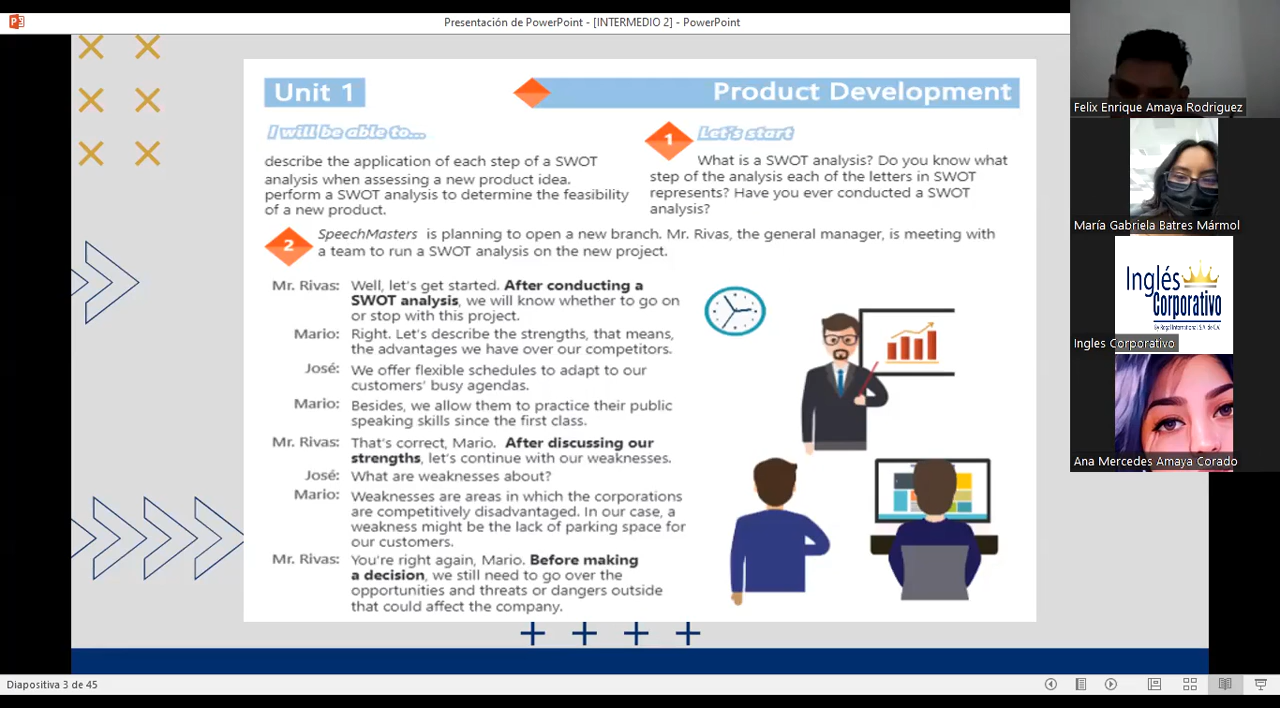 Presentación de PowerPoint - [INTERMEDIO 2] - PowerPoint
Unit 1
Product Development
I will be able to...
describe the application of each step of a SWOT
analysis when assessing a new product idea.
perform a SWOT analysis to determine the feasibility
of a new product.
1
Let's start
What is a SWOT analysis? Do you know what
step of the analysis each of the letters in SWOT
represents? Have you ever conducted a SWOT
analysis?
2
SpeechMasters is planning to open a new branch. Mr. Rivas, the general manager, is meeting with
a team to run a SWOT analysis on the new project.
Mr. Rivas: Well, let's get started. After conducting a
SWOT analysis, we will know whether to go on
or stop with this project.
Mario: Right. Let's describe the strengths, that means,
the advantages we have over our competitors.
José: We offer flexible schedules to adapt to our
customers' busy agendas.
Mario: Besides, we allow them to practice their public
speaking skills since the first class.
Mr. Rivas: That's correct, Mario. After discussing our
strengths, let's continue with our weaknesses.
José: What are weaknesses about?
Mario: Weaknesses are areas in which the corporations
are competitively disadvantaged. In our case, a
weakness might be the lack of parking space for
our customers.
Mr. Rivas: You're right again, Mario. Before making
a decision, we still need to go over the
opportunities and threats or dangers outside
that could affect the company.
Felix Enrique Amaya Rodriguez
María Gabriela Batres Mármol
Inglés
Corporativo
Ingles Corporativo
Ana Mercedes Amaya Corado
Diapositiva 3 de 45